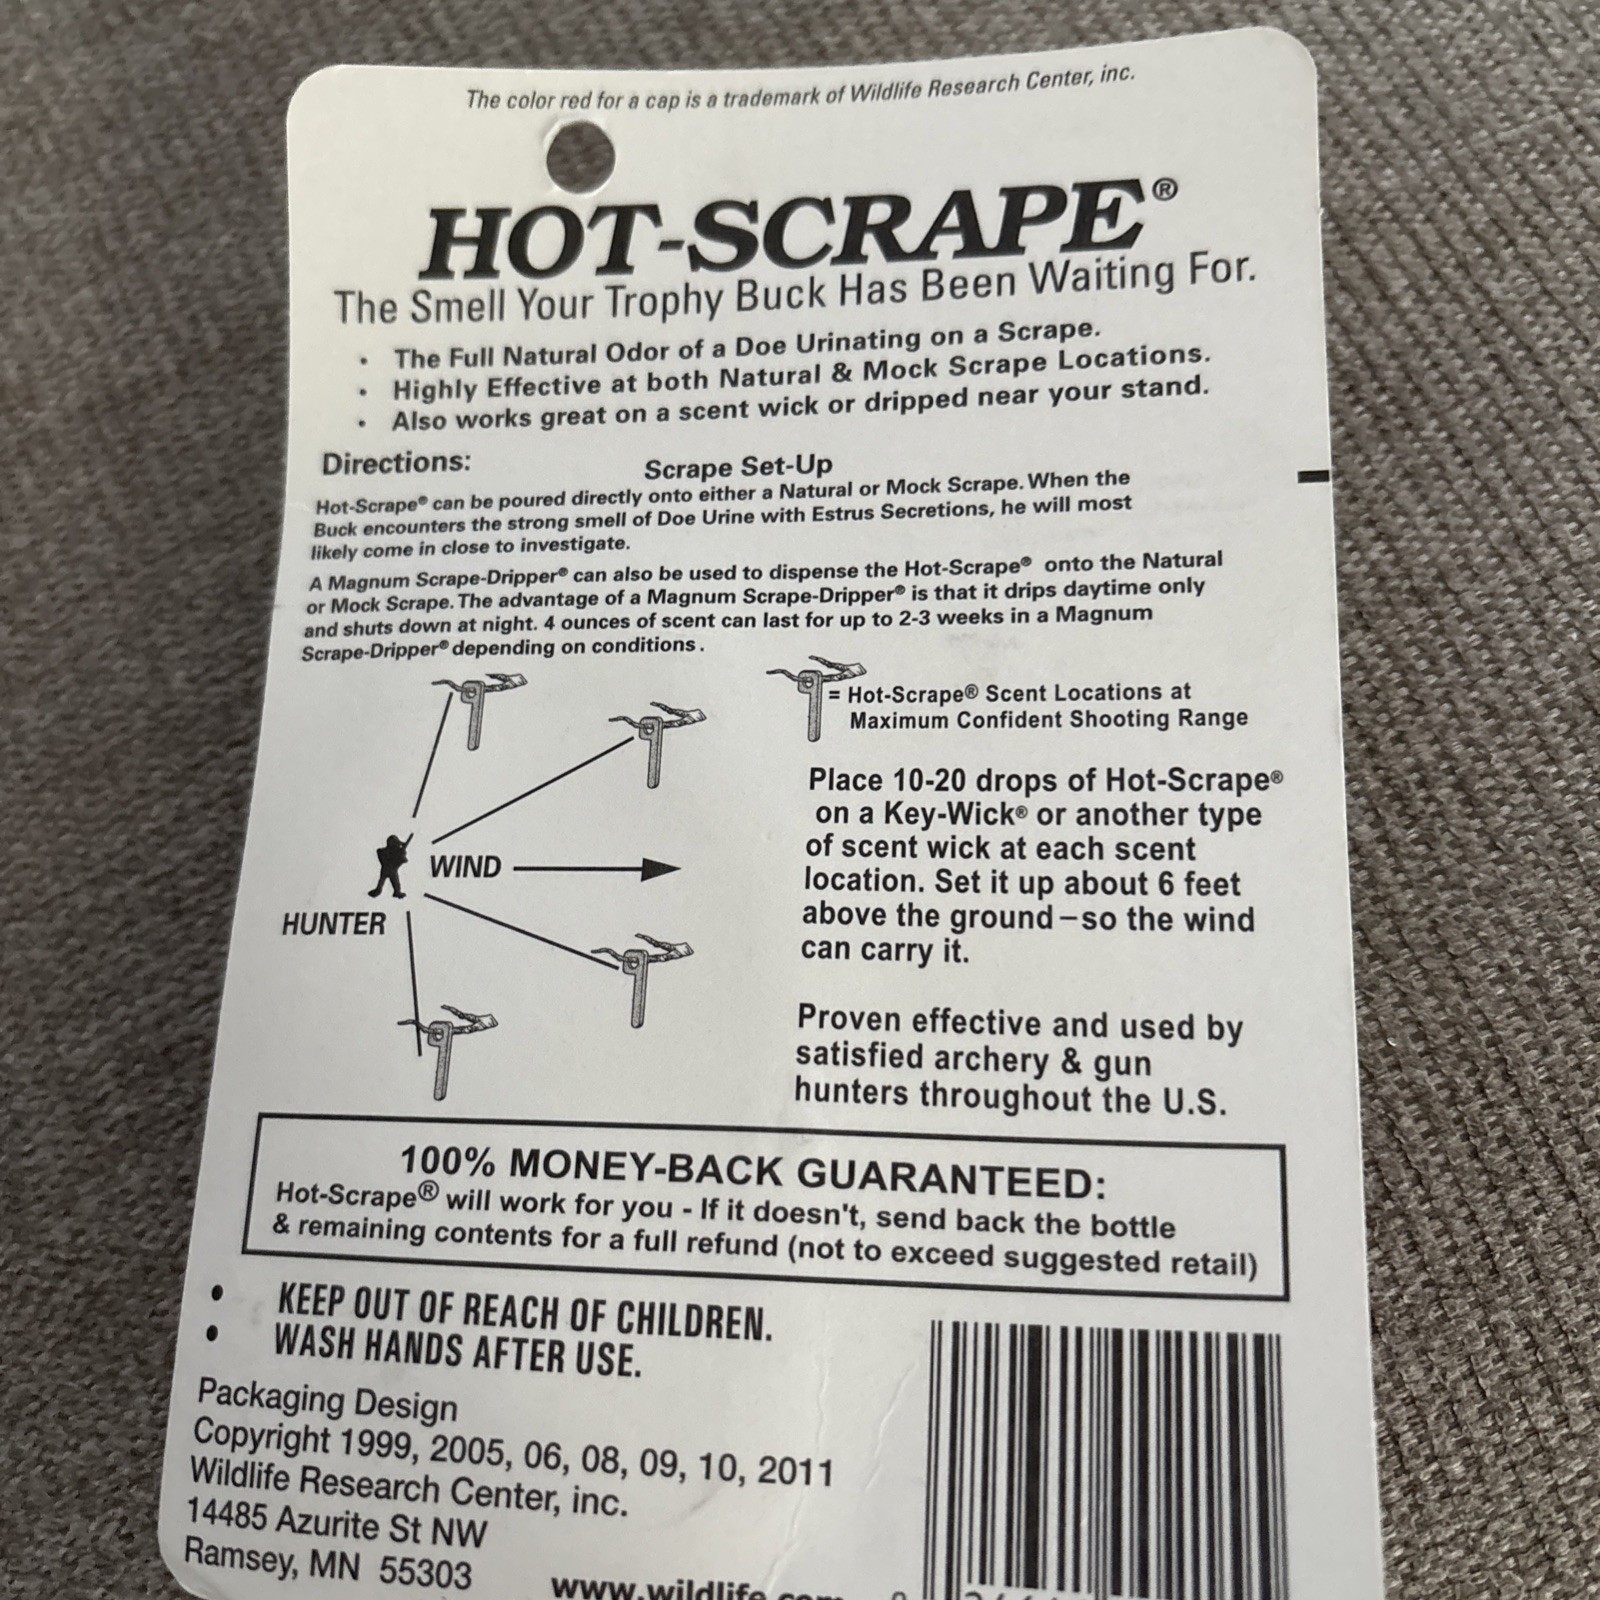 The color red for a cap is a trademark of Wildlife Research Center, inc.
HOT-SCRAPE®
The Smell Your Trophy Buck Has Been Waiting For.
• The Full Natural Odor of a Doe Urinating on a Scrape.
• Highly Effective at both Natural & Mock Scrape Locations.
• Also works great on a scent wick or dripped near your stand.
Directions:
Scrape Set-Up
Hot-Scrape® can be poured directly onto either a Natural or Mock Scrape. When the
Buck encounters the strong smell of Doe Urine with Estrus Secretions, he will most
likely come in close to investigate.
A Magnum Scrape-Dripper® can also be used to dispense the Hot-Scrape® onto the Natural
or Mock Scrape. The advantage of a Magnum Scrape-Dripper® is that it drips daytime only
and shuts down at night. 4 ounces of scent can last for up to 2-3 weeks in a Magnum
Scrape-Dripper® depending on conditions.
= Hot-Scrape® Scent Locations at
Maximum Confident Shooting Range
WIND
HUNTER
Place 10-20 drops of Hot-Scrape®
on a Key-Wick® or another type
of scent wick at each scent
location. Set it up about 6 feet
above the ground – so the wind
can carry it.
Proven effective and used by
satisfied archery & gun
hunters throughout the U.S.
100% MONEY-BACK GUARANTEED:
Hot-Scrape® will work for you - If it doesn't, send back the bottle
& remaining contents for a full refund (not to exceed suggested retail)
• KEEP OUT OF REACH OF CHILDREN.
• WASH HANDS AFTER USE.
Packaging Design
Copyright 1999, 2005, 06, 08, 09, 10, 2011
Wildlife Research Center, inc.
14485 Azurite St NW
Ramsey, MN 55303
www.wildlife.com